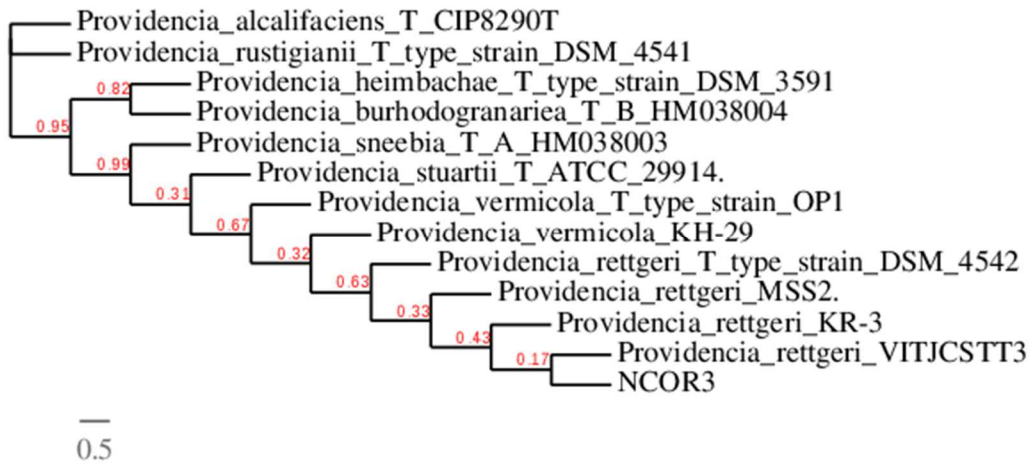 Providencia_alcalifaciens_T_CIP8290T
Providencia_rustigianii_T_type_strain_DSM_4541
0.82
Providencia_heimbachae_T_type_strain_DSM_3591
Providencia_burhodogranariea_T_B_HM038004
0.95
Providencia_sneebia_T_A_HM038003
0.99
Providencia_stuartii_T_ATCC_29914.
0.31
Providencia_vermicola_T_type_strain_OP1
0.67
Providencia_vermicola_KH-29
0.32
Providencia_rettgeri_T_type_strain_DSM_4542
0.63
Providencia_rettgeri_MSS2.
0.33
Providencia_rettgeri_KR-3
0.43
Providencia_rettgeri_VITJCSTT3
0.17
NCOR3
0.5